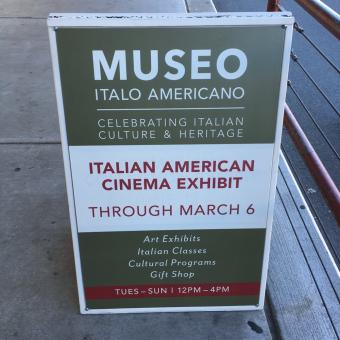 MUSEO
ITALO AMERICANO
CELEBRATING ITALIAN
CULTURE & HERITAGE
ITALIAN AMERICAN
CINEMA EXHIBIT
THROUGH MARCH 6
Art Exhibits
Italian Classes
Cultural Programs
Gift Shop
TUES – SUN | 12PM – 4PM